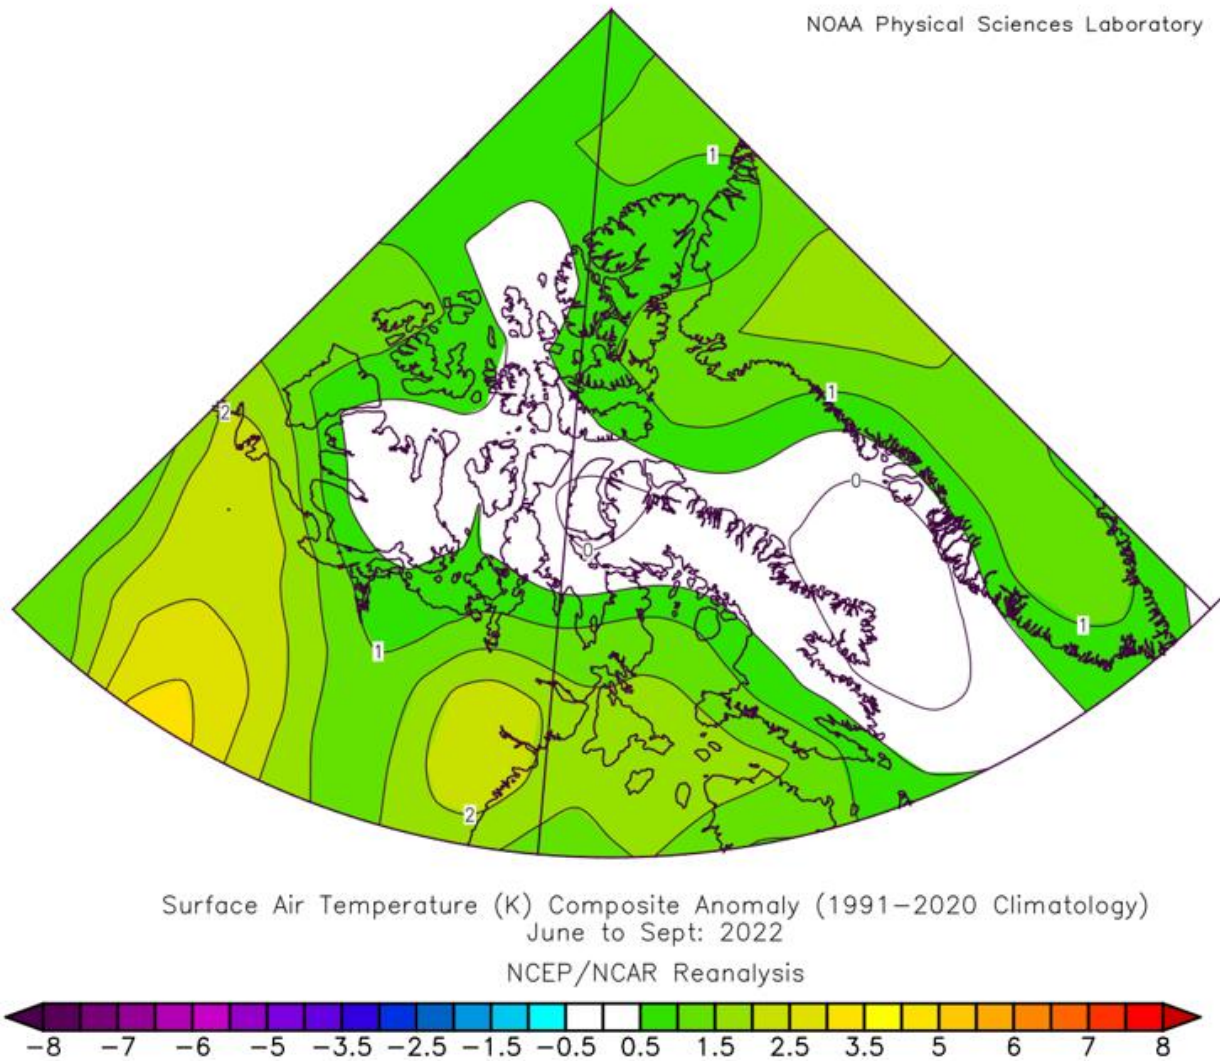 NOAA Physical Sciences Laboratory
1
2
1
0
0
1
1
2
Surface Air Temperature (K) Composite Anomaly (1991-2020 Climatology)
June to Sept: 2022
NCEP/NCAR Reanalysis
-8 -7 -6 -5 -3.5 -2.5 -1.5 -0.5 0.5 1.5 2.5 3.5 5 6 7 8